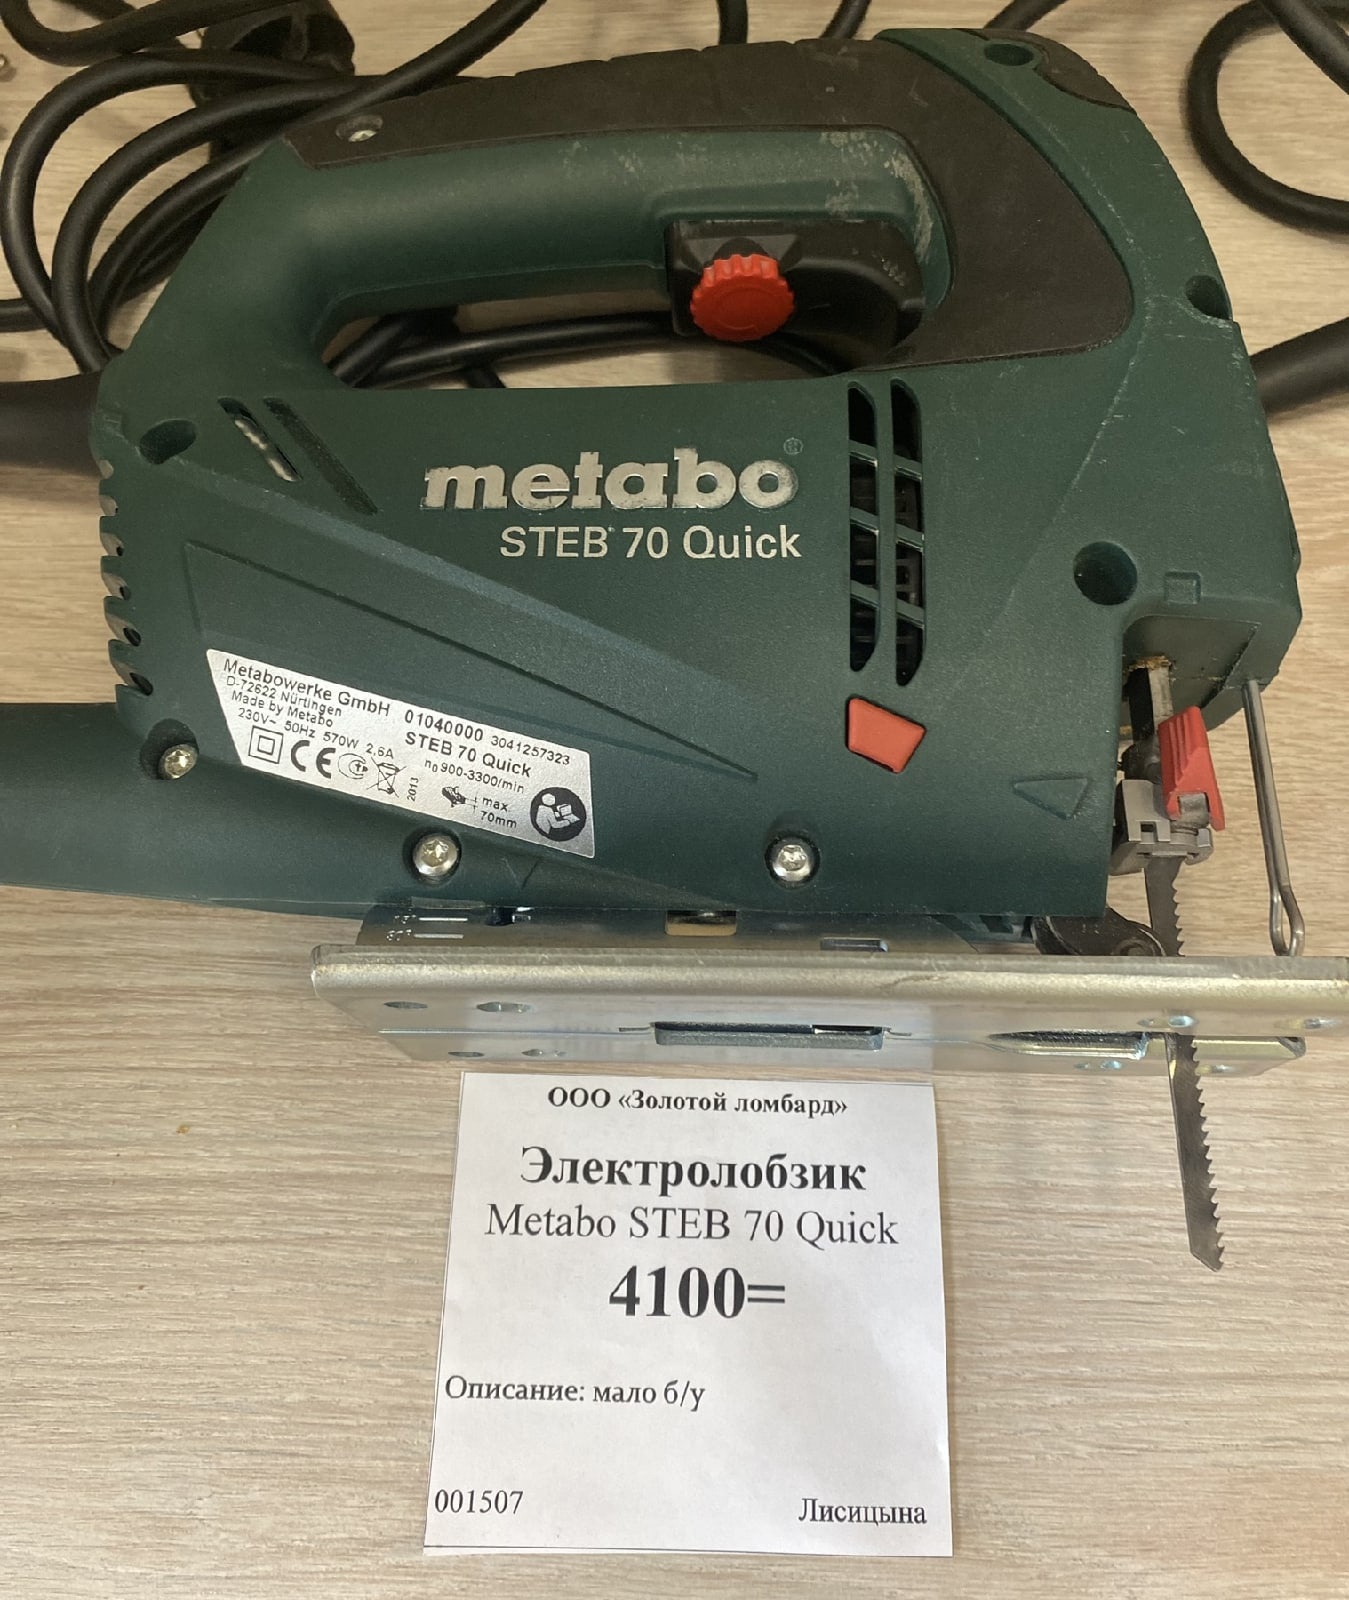 metabo®
STEB 70 Quick
Metabowerke GmbH
D-72622 Nürtingen
Made by Metabo
230V~ 50Hz 570W 2,6A
01040000 3041257323
STEB 70 Quick
n₀ 900-3300/min
CE
2013
max.
70mm
ООО «Золотой ломбард»
Электролобзик
Metabo STEB 70 Quick
4100=
Описание: мало б/у
001507 Лисицына